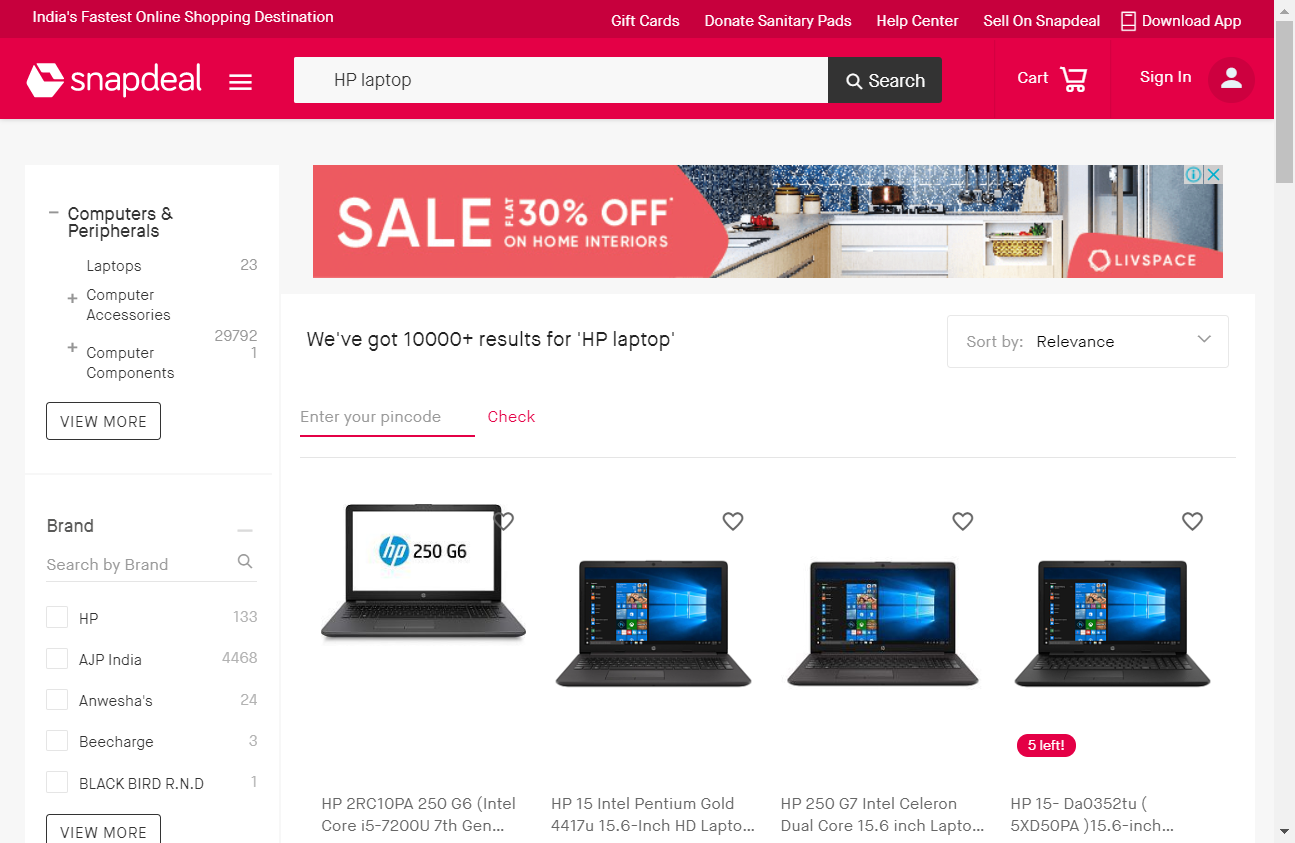 India's Fastest Online Shopping Destination
Gift Cards
Donate Sanitary Pads
Help Center
Sell On Snapdeal
Download App
snapdeal
HP laptop
Search
Cart
Sign In
Computers &
Peripherals
Laptops 23
Computer
Accessories
29792
Computer 1
Components
VIEW MORE
Brand
Search by Brand
HP 133
AJP India 4468
Anwesha's 24
Beecharge 3
BLACK BIRD R.N.D 1
VIEW MORE
SALE FLAT 30% OFF*
ON HOME INTERIORS
LIVSPACE
We've got 10000+ results for 'HP laptop'
Sort by: Relevance
Enter your pincode
Check
hp 250 G6
5 left!
HP 2RC10PA 250 G6 (Intel
Core i5-7200U 7th Gen...
HP 15 Intel Pentium Gold
4417u 15.6-Inch HD Lapto...
HP 250 G7 Intel Celeron
Dual Core 15.6 inch Lapto...
HP 15- Da0352tu (
5XD50PA )15.6-inch...